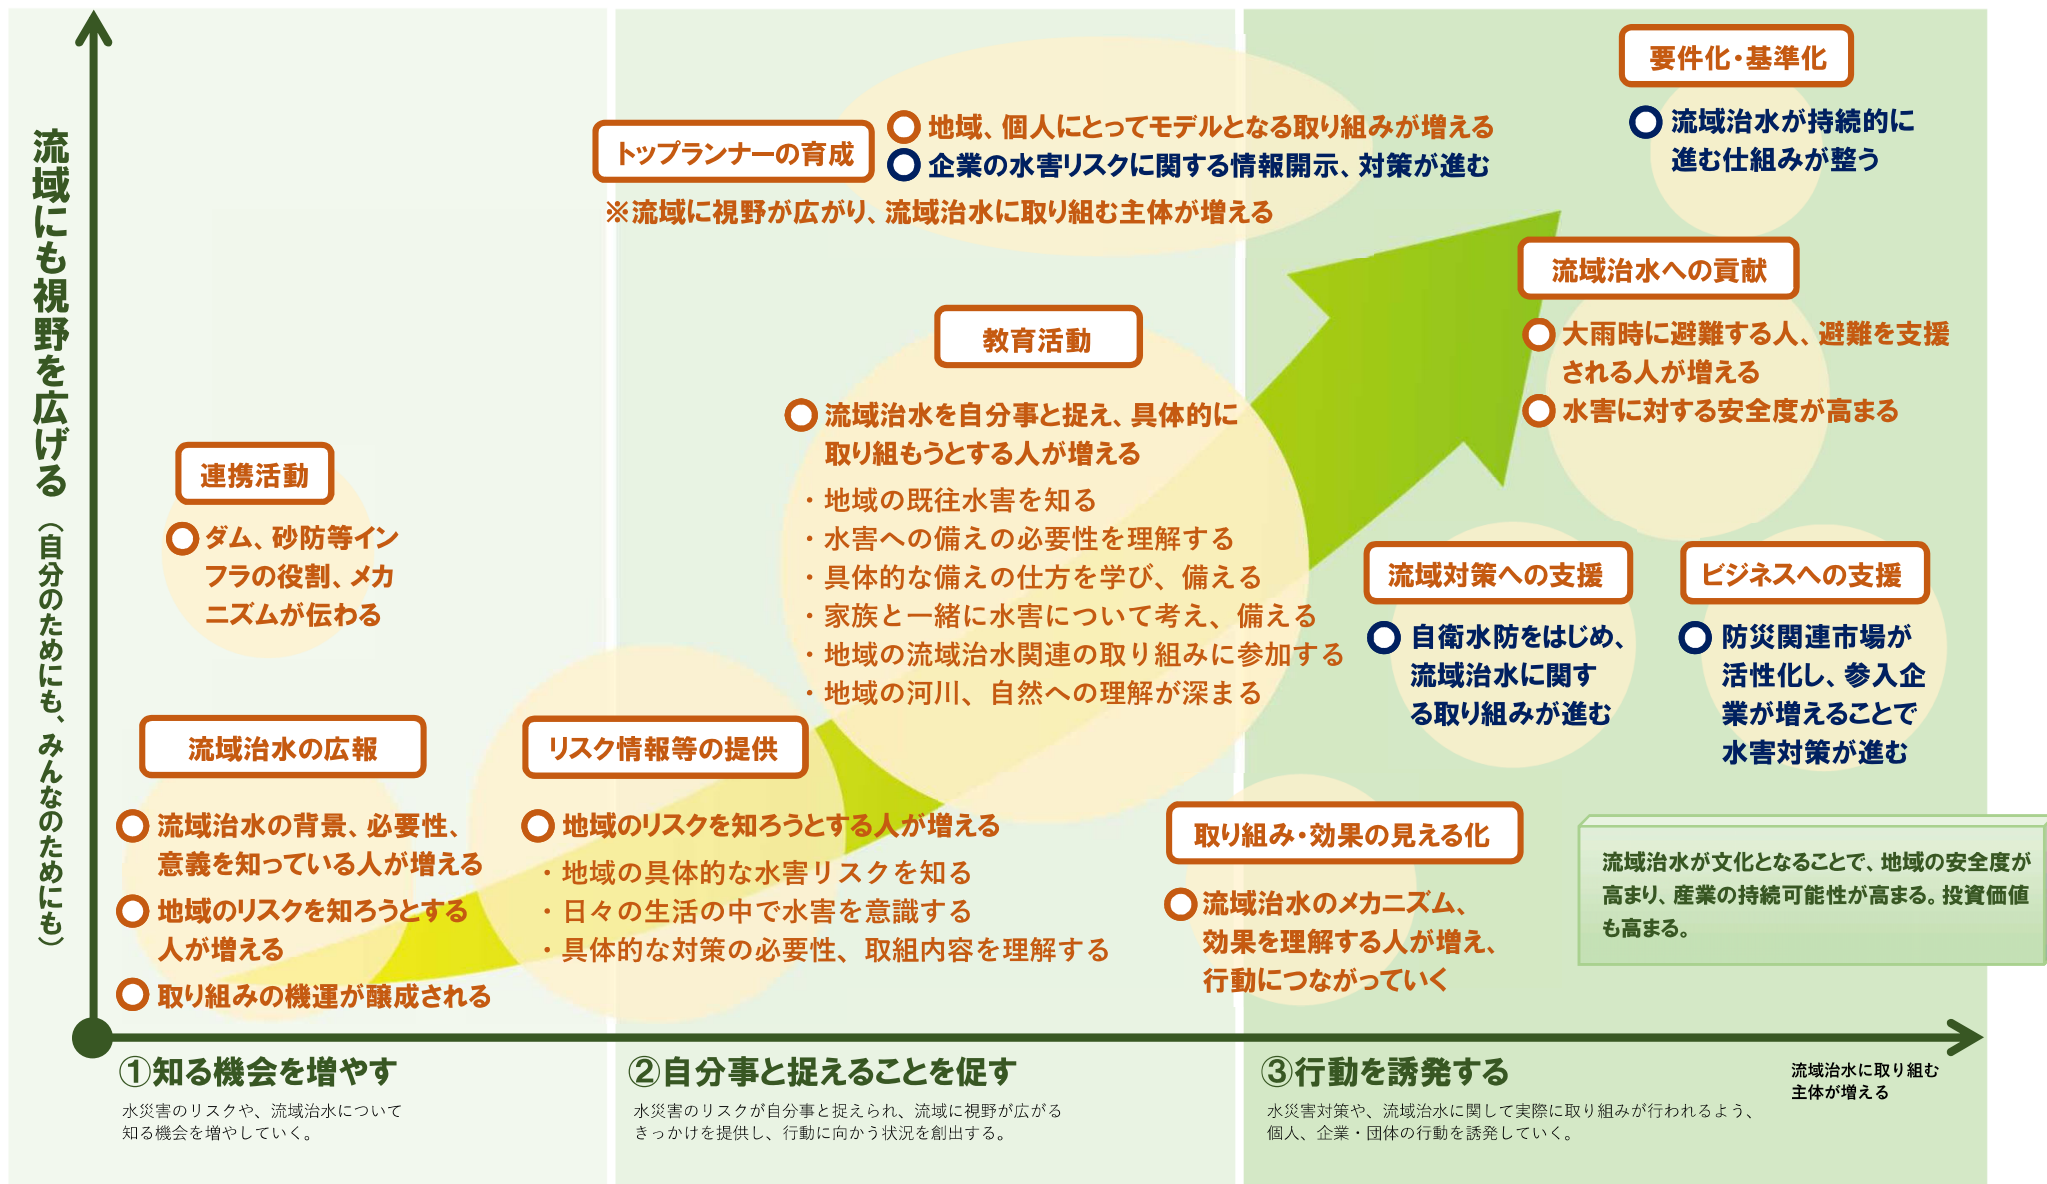 流域にも視野を広げる（自分のためにも、みんなのためにも）
要件化・基準化
流域治水が持続的に
進む仕組みが整う
トップランナーの育成
地域、個人にとってモデルとなる取り組みが増える
企業の水害リスクに関する情報開示、対策が進む
※流域に視野が広がり、流域治水に取り組む主体が増える
流域治水への貢献
大雨時に避難する人、避難を支援
される人が増える
水害に対する安全度が高まる
教育活動
流域治水を自分事と捉え、具体的に
取り組もうとする人が増える
・地域の既往水害を知る
・水害への備えの必要性を理解する
・具体的な備えの仕方を学び、備える
・家族と一緒に水害について考え、備える
・地域の流域治水関連の取り組みに参加する
・地域の河川、自然への理解が深まる
連携活動
ダム、砂防等イン
フラの役割、メカ
ニズムが伝わる
流域対策への支援
自衛水防をはじめ、
流域治水に関す
る取り組みが進む
ビジネスへの支援
防災関連市場が
活性化し、参入企
業が増えることで
水害対策が進む
流域治水の広報
流域治水の背景、必要性、
意義を知っている人が増える
地域のリスクを知ろうとする
人が増える
取り組みの機運が醸成される
リスク情報等の提供
地域のリスクを知ろうとする人が増える
・地域の具体的な水害リスクを知る
・日々の生活の中で水害を意識する
・具体的な対策の必要性、取組内容を理解する
取り組み・効果の見える化
流域治水のメカニズム、
効果を理解する人が増え、
行動につながっていく
流域治水が文化となることで、地域の安全度が
高まり、産業の持続可能性が高まる。投資価値
も高まる。
①知る機会を増やす
水災害のリスクや、流域治水について
知る機会を増やしていく。
②自分事と捉えることを促す
水災害のリスクが自分事と捉えられ、流域に視野が広がる
きっかけを提供し、行動に向かう状況を創出する。
③行動を誘発する
水災害対策や、流域治水に関して実際に取り組みが行われるよう、
個人、企業・団体の行動を誘発していく。
流域治水に取り組む
主体が増える